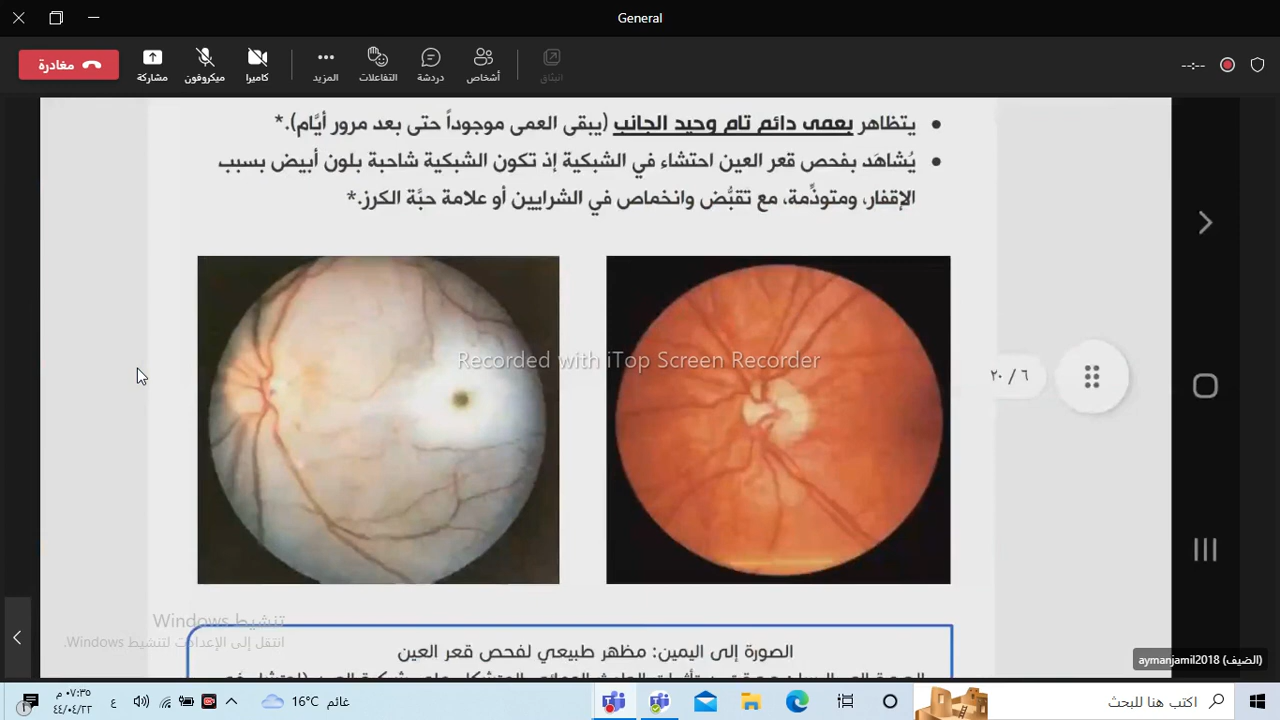 General
مغادرة
مشاركة
ميكروفون
كاميرا
المزيد
التفاعلات
دردشة
أشخاص
انبثاق
--:--
يتظاهر بعمى دائم تام وحيد الجانب (يبقى العمى موجوداً حتى بعد مرور أيَّام).*
يُشاهَد بفحص قعر العين احتشاء في الشبكية إذ تكون الشبكية شاحبة بلون أبيض بسبب
الإقفار، ومتوذِّمة، مع تقبُّض وانخماص في الشرايين أو علامة حبَّة الكرز.*
Recorded with iTop Screen Recorder
٦ / ٢٠
تنشيط Windows
انتقل إلى الإعدادات لتنشيط Windows.
الصورة إلى اليمين: مظهر طبيعي لفحص قعر العين
aymanjamil2018 (الضيف)
٠٧:٣٥ م
٤٤/٠٤/٢٣
ع
16°C غائم
اكتب هنا للبحث